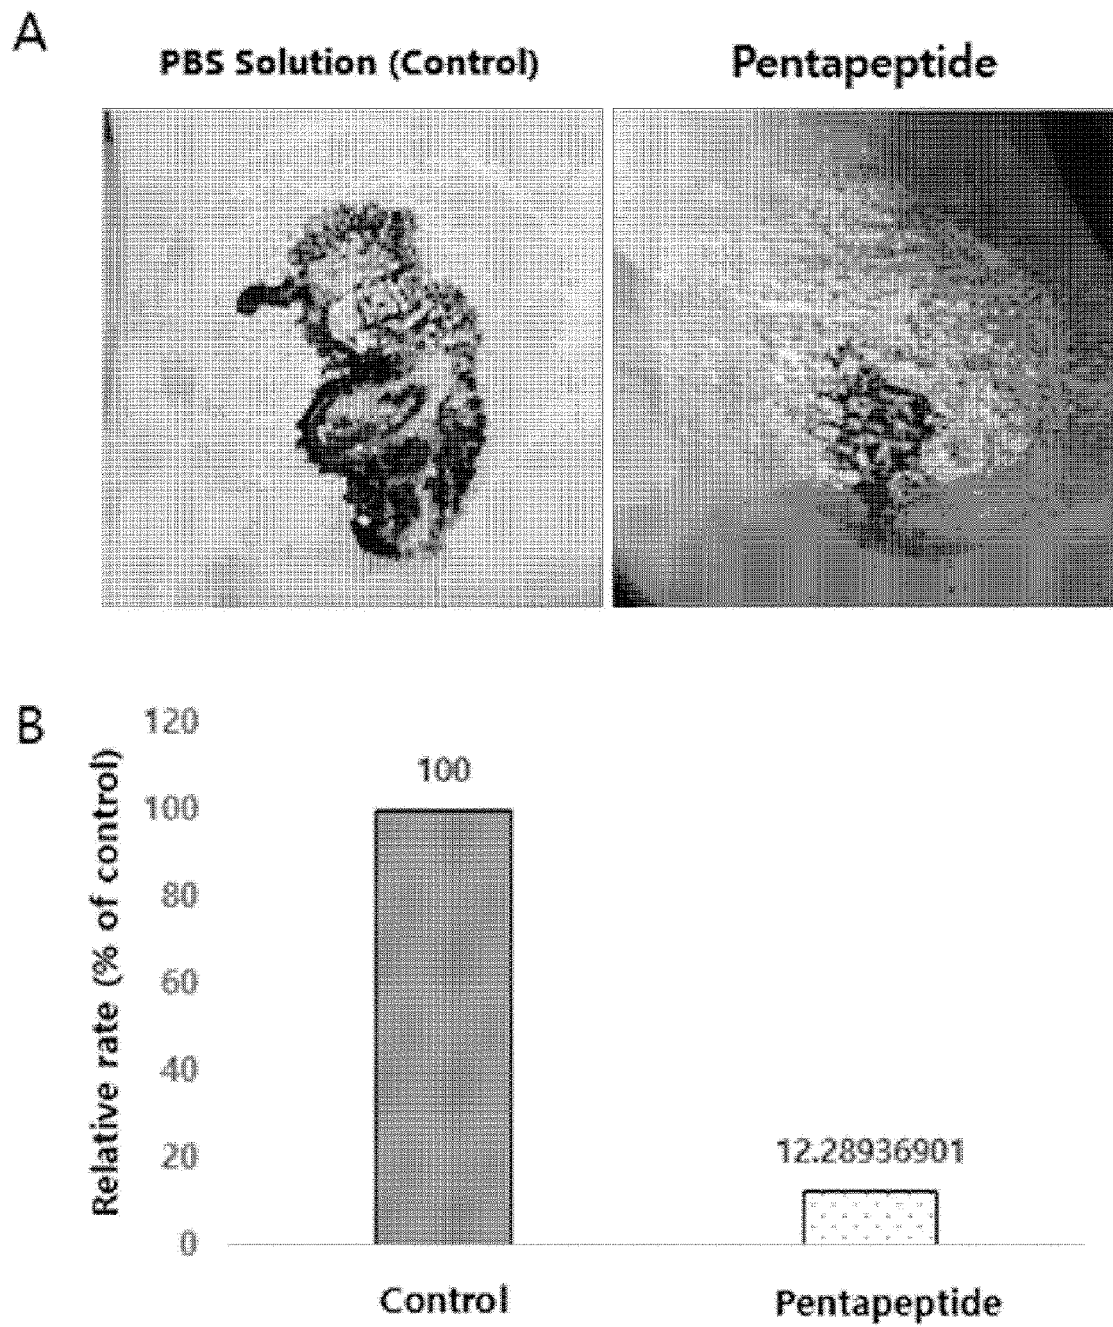 A
PBS Solution (Control)
Pentapeptide
B
Relative rate (% of control)
120
100
80
60
40
20
0
100
12.28936901
Control
Pentapeptide